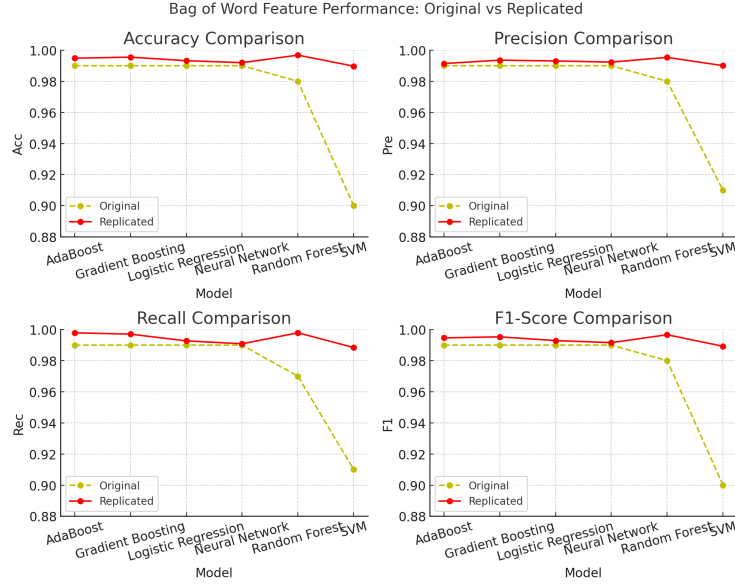 Bag of Word Feature Performance: Original vs Replicated
Accuracy Comparison
1.00
0.98
0.96
0.94
0.92
0.90
0.88
Acc
Original
Replicated
AdaBoost
Gradient Boosting
Logistic Regression
Neural Network
Random Forest
SVM
Model
Precision Comparison
1.00
0.98
0.96
0.94
0.92
0.90
0.88
Pre
Original
Replicated
AdaBoost
Gradient Boosting
Logistic Regression
Neural Network
Random Forest
SVM
Model
Recall Comparison
1.00
0.98
0.96
0.94
0.92
0.90
0.88
Rec
Original
Replicated
AdaBoost
Gradient Boosting
Logistic Regression
Neural Network
Random Forest
SVM
Model
F1-Score Comparison
1.00
0.98
0.96
0.94
0.92
0.90
0.88
F1
Original
Replicated
AdaBoost
Gradient Boosting
Logistic Regression
Neural Network
Random Forest
SVM
Model